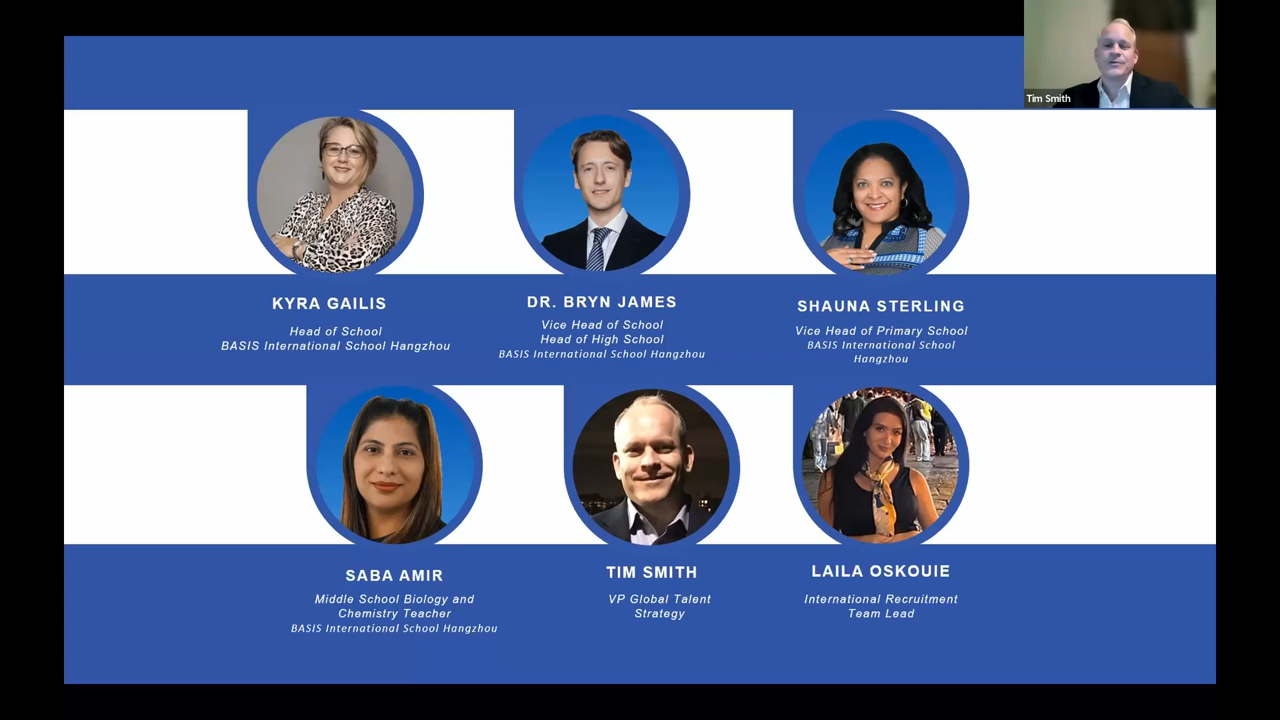 Tim Smith
KYRA GAILIS
Head of School
BASIS International School Hangzhou
DR. BRYN JAMES
Vice Head of School
Head of High School
BASIS International School Hangzhou
SHAUNA STERLING
Vice Head of Primary School
BASIS International School
Hangzhou
SABA AMIR
Middle School Biology and
Chemistry Teacher
BASIS International School Hangzhou
TIM SMITH
VP Global Talent
Strategy
LAILA OSKOUIE
International Recruitment
Team Lead